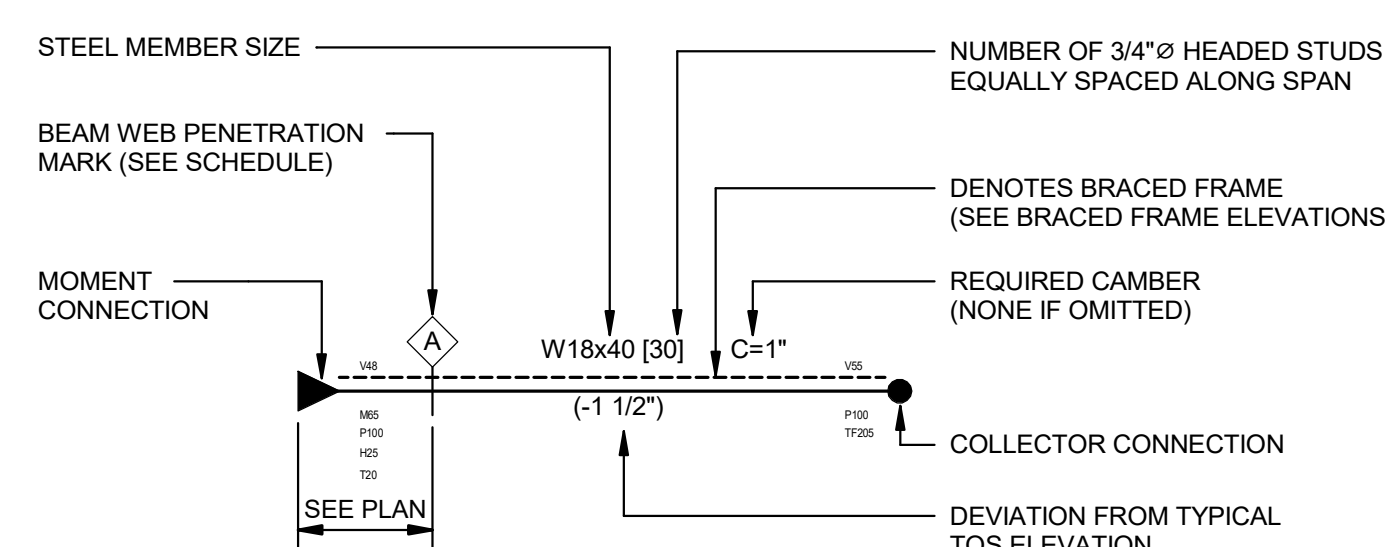 STEEL MEMBER SIZE
NUMBER OF 3/4"Ø HEADED STUDS
EQUALLY SPACED ALONG SPAN
BEAM WEB PENETRATION
MARK (SEE SCHEDULE)
DENOTES BRACED FRAME
(SEE BRACED FRAME ELEVATIONS
MOMENT
CONNECTION
REQUIRED CAMBER
(NONE IF OMITTED)
A
W18x40 [30]
C=1"
V48
V55
(-1 1/2")
M65
P100
H25
T20
P100
TF205
COLLECTOR CONNECTION
SEE PLAN
DEVIATION FROM TYPICAL
TOS ELEVATION